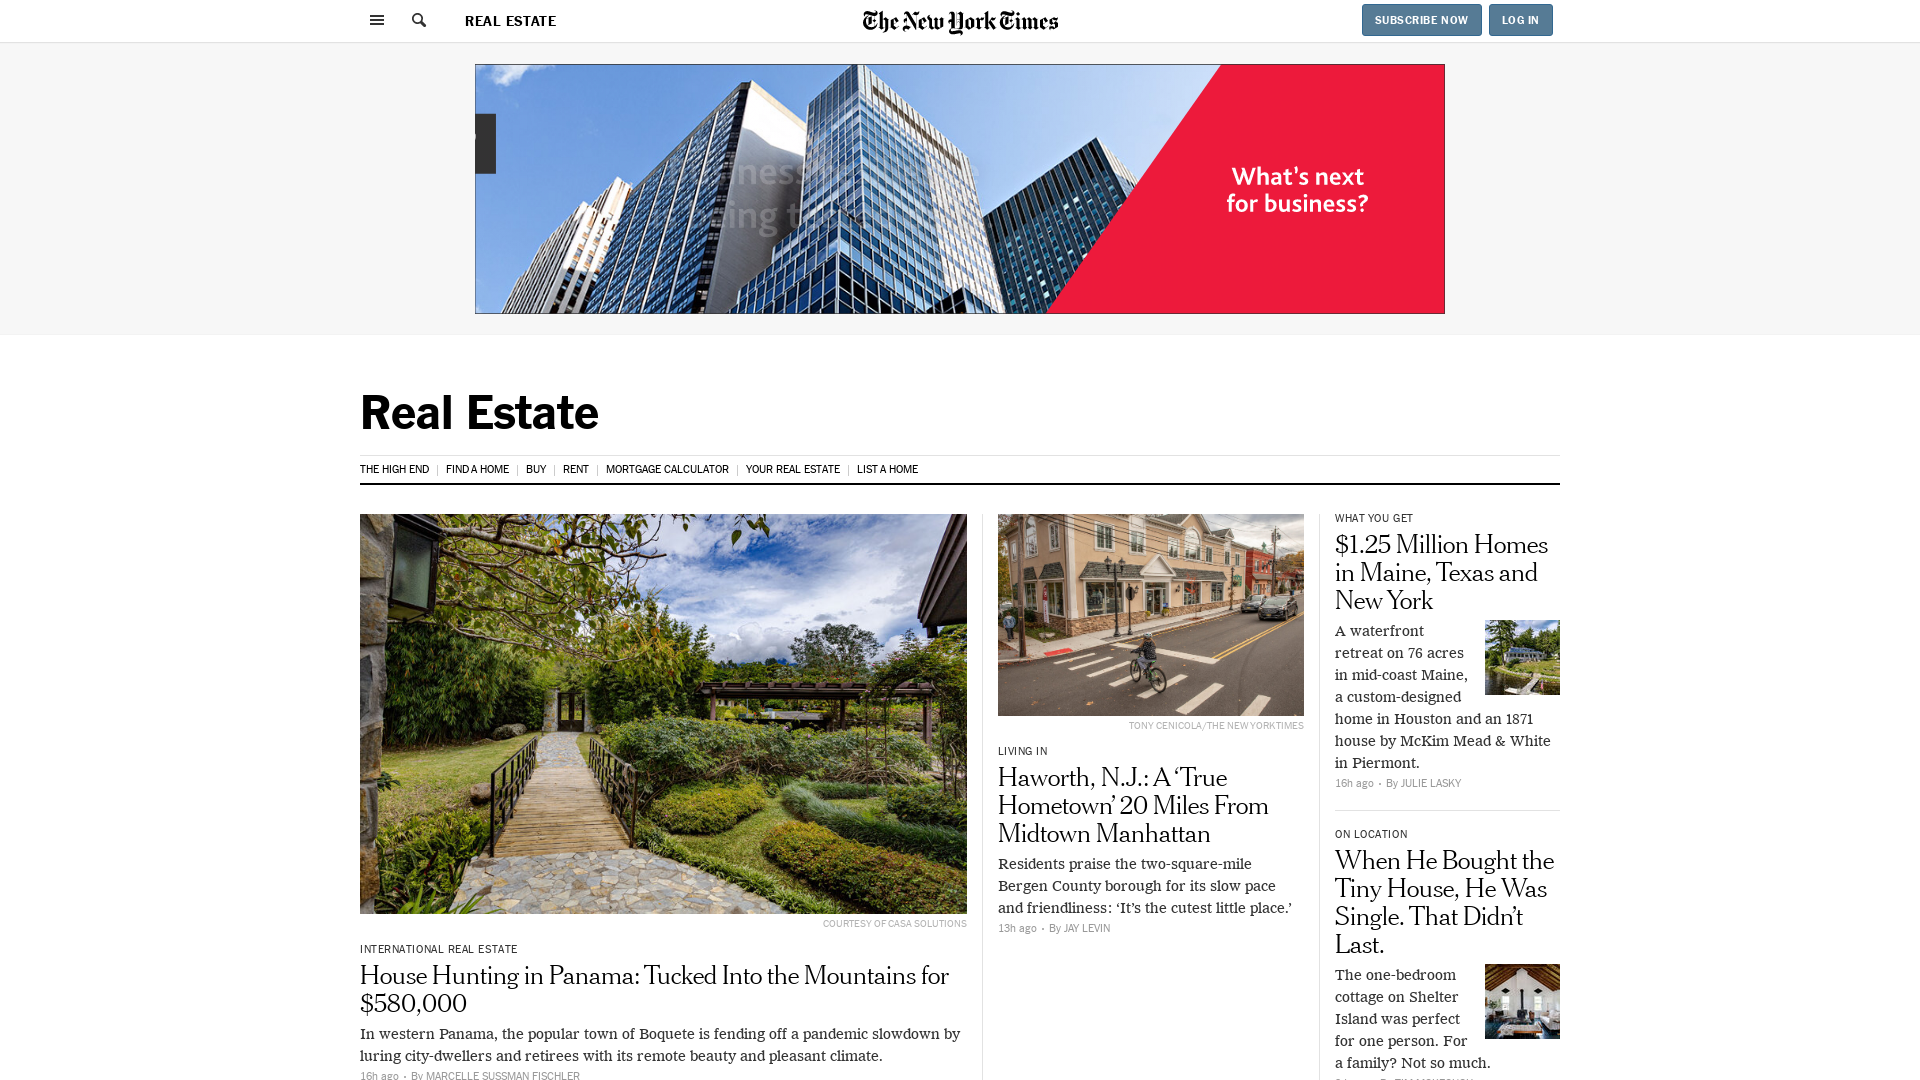 REAL ESTATE
The New York Times
SUBSCRIBE NOW
LOG IN
What's next
for business?
Real Estate
THE HIGH END
FIND A HOME
BUY
RENT
MORTGAGE CALCULATOR
YOUR REAL ESTATE
LIST A HOME
COURTESY OF CASA SOLUTIONS
INTERNATIONAL REAL ESTATE
House Hunting in Panama: Tucked Into the Mountains for
$580,000
In western Panama, the popular town of Boquete is fending off a pandemic slowdown by
luring city-dwellers and retirees with its remote beauty and pleasant climate.
16h ago · By MARCELLE SUSSMAN FISCHLER
TONY CENICOLA/THE NEW YORK TIMES
LIVING IN
Haworth, N.J.: A ‘True
Hometown’ 20 Miles From
Midtown Manhattan
Residents praise the two-square-mile
Bergen County borough for its slow pace
and friendliness: ‘It’s the cutest little place.’
13h ago · By JAY LEVIN
WHAT YOU GET
$1.25 Million Homes
in Maine, Texas and
New York
A waterfront
retreat on 76 acres
in mid-coast Maine,
a custom-designed
home in Houston and an 1871
house by McKim Mead & White
in Piermont.
16h ago · By JULIE LASKY
ON LOCATION
When He Bought the
Tiny House, He Was
Single. That Didn’t
Last.
The one-bedroom
cottage on Shelter
Island was perfect
for one person. For
a family? Not so much.